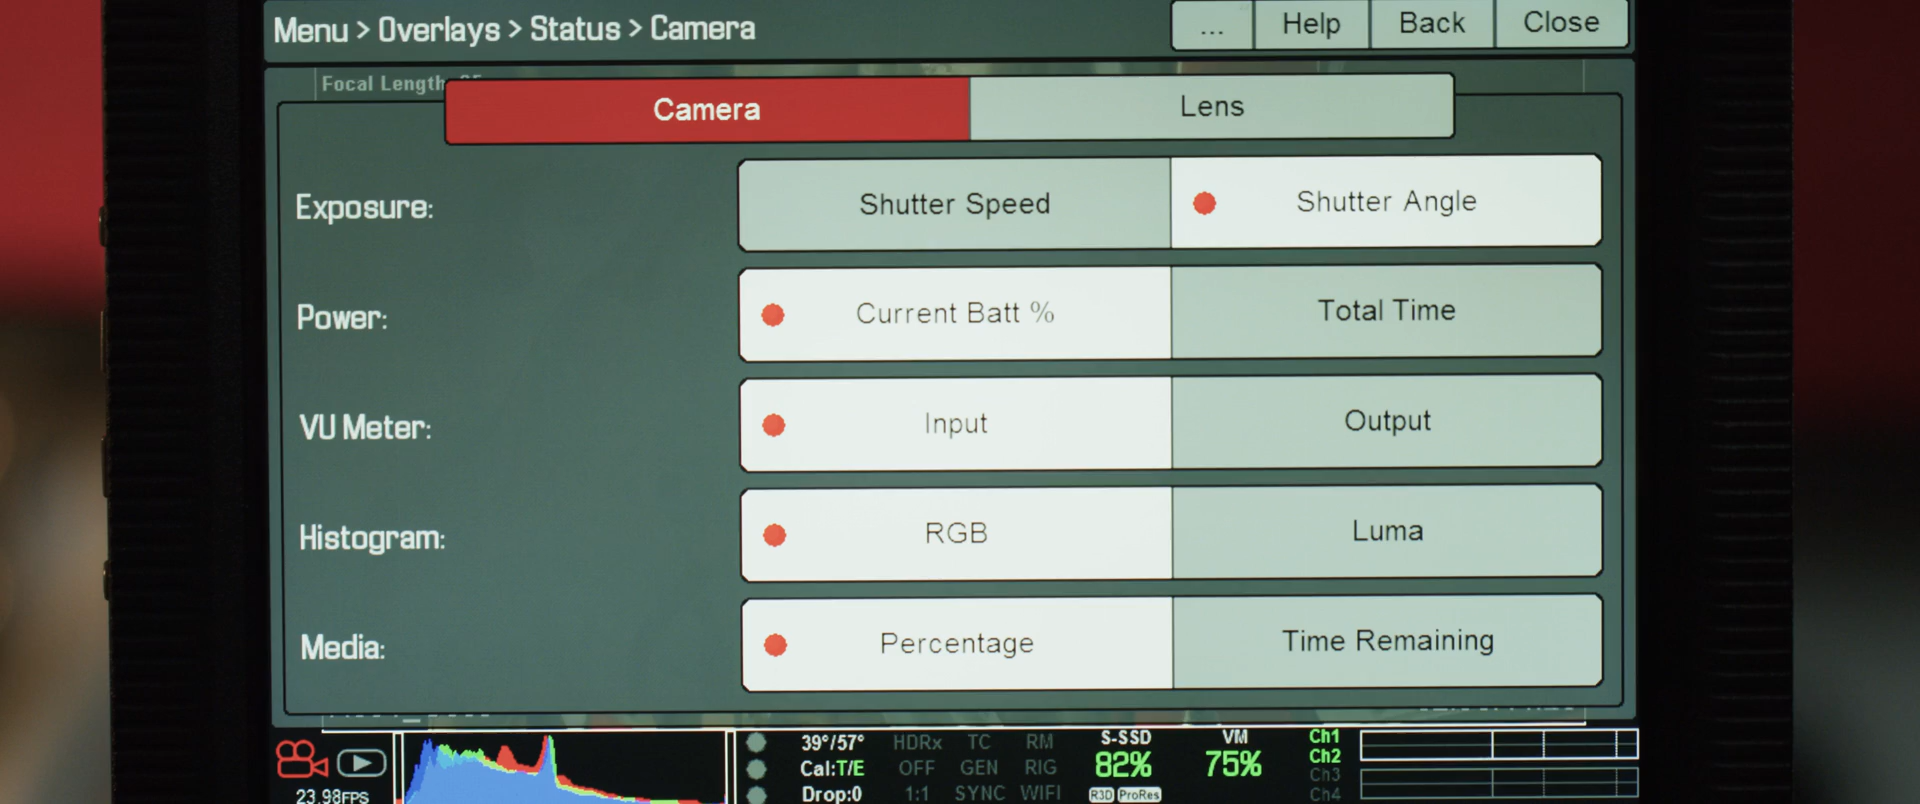 Menu > Overlays > Status > Camera
... Help Back Close
Focal Length
Camera Lens
Exposure: Shutter Speed Shutter Angle
Power: Current Batt % Total Time
VU Meter: Input Output
Histogram: RGB Luma
Media: Percentage Time Remaining
39°/57° HDRx TC RM S-SSD VM Ch1
Cal:T/E OFF GEN RIG 82% 75% Ch2
Ch3
23.98FPS Drop:0 1:1 SYNC WIFI R3D ProRes Ch4